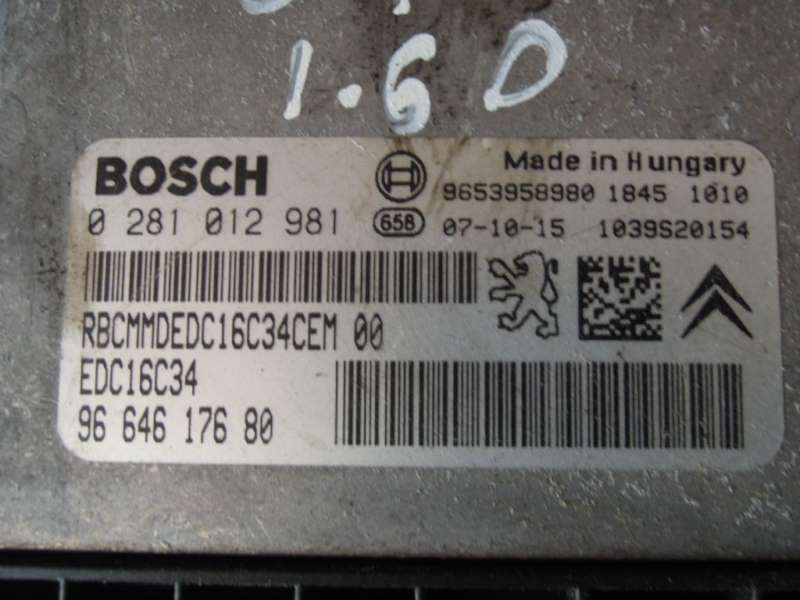 1.6 D
BOSCH
Made in Hungary
9653958980 1845 1010
0 281 012 981 658 07-10-15 1039S20154
RBCMMDEDC16C34CEM 00
EDC16C34
96 646 176 80